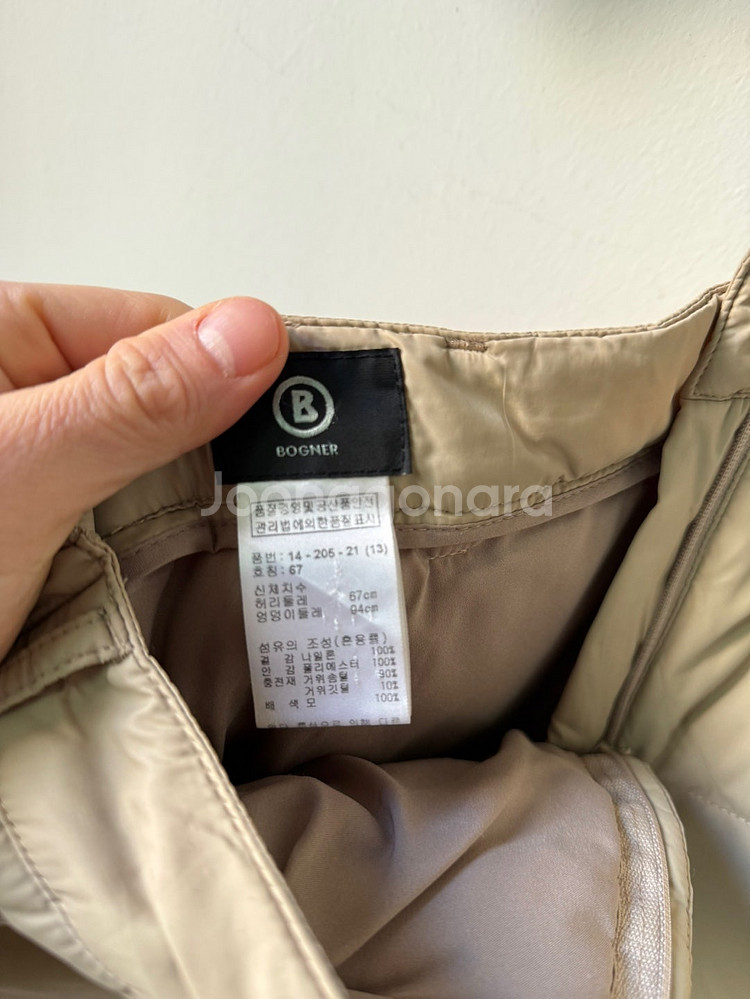 B
BOGNER
Joonggonara
품질경영및공산품안전
관리법에의한품질표시
품번 : 14 - 205 - 21 (13)
호칭 : 67
신체치수
허리둘레 67cm
엉덩이둘레 94cm
섬유의 조성(혼용률)
겉 감 나일론 100%
안 감 폴리에스터 100%
충전재 거위솜털 90%
거위깃털 10%
배 색 모 100%